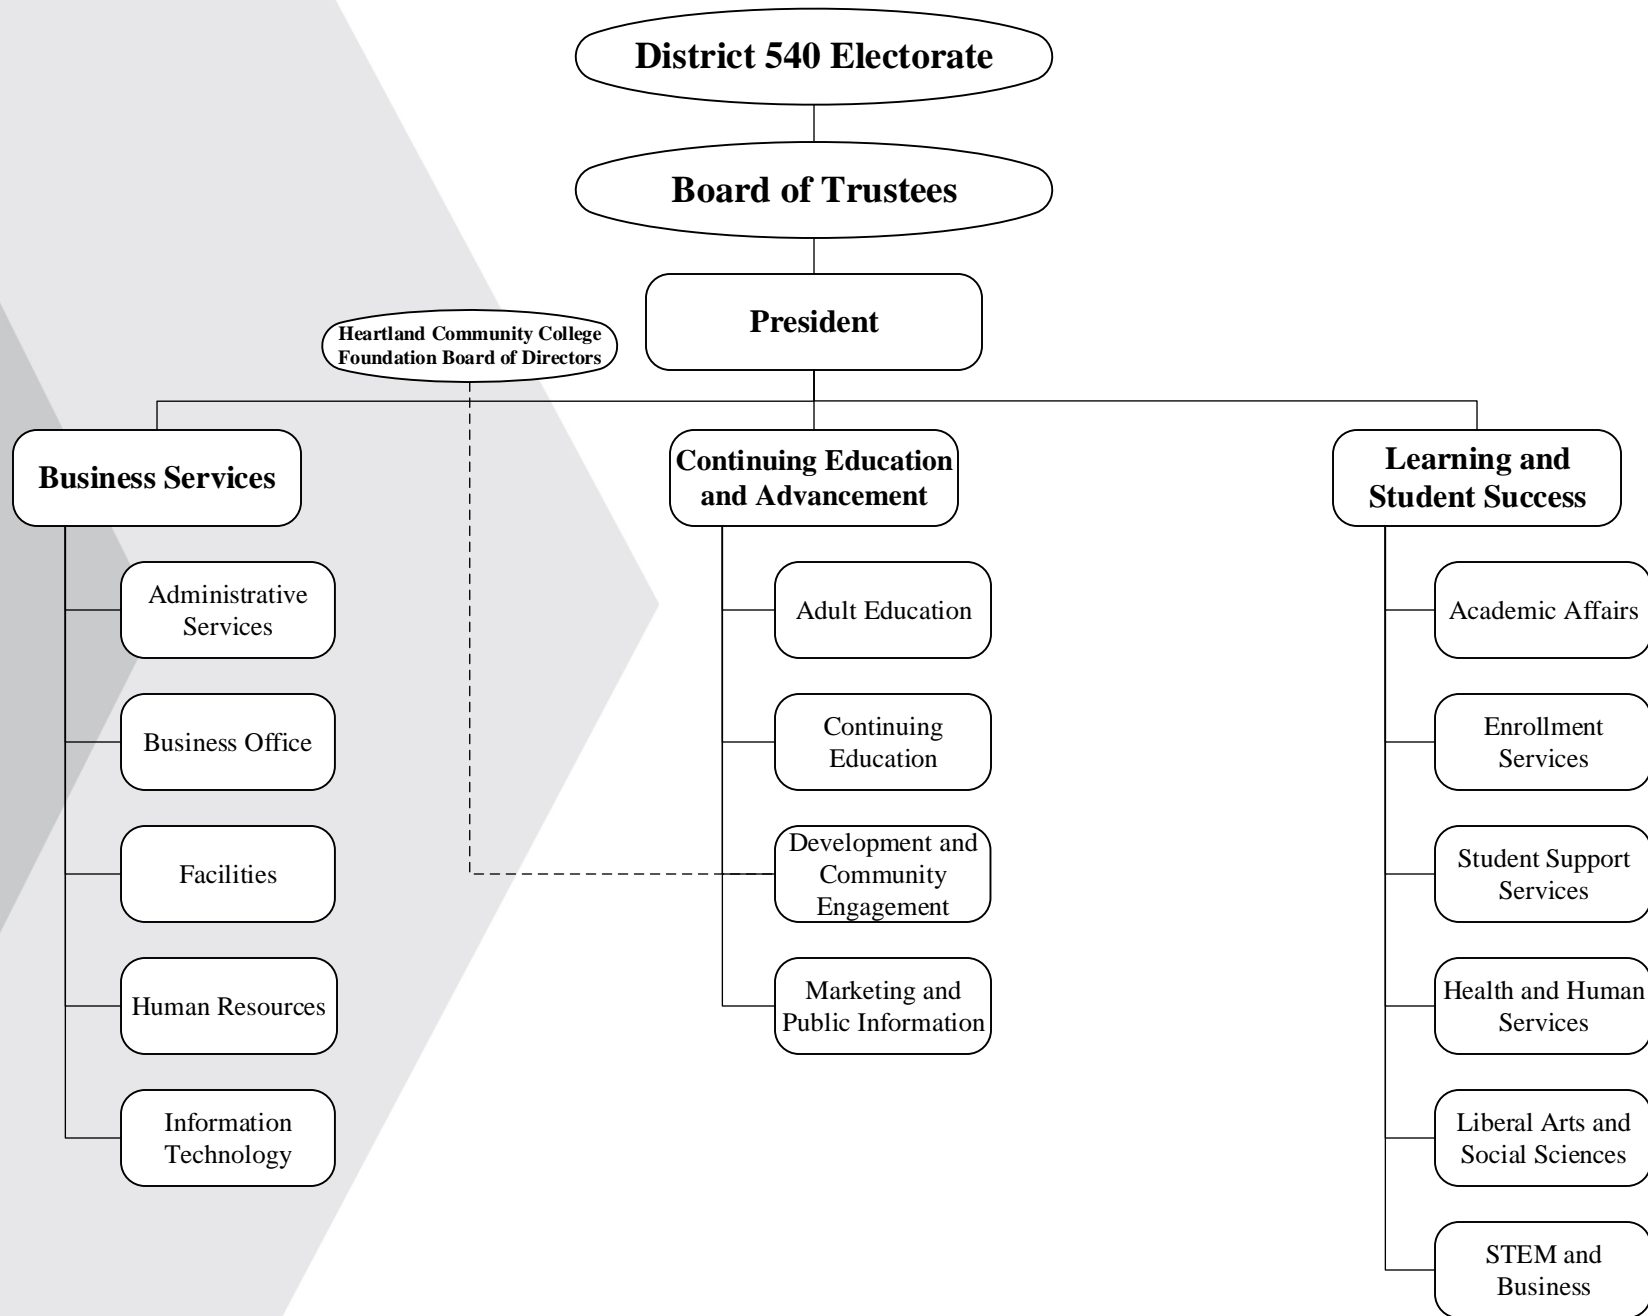 District 540 Electorate
Board of Trustees
President
Heartland Community College
Foundation Board of Directors
Business Services
Administrative
Services
Business Office
Facilities
Human Resources
Information
Technology
Continuing Education
and Advancement
Adult Education
Continuing
Education
Development and
Community
Engagement
Marketing and
Public Information
Learning and
Student Success
Academic Affairs
Enrollment
Services
Student Support
Services
Health and Human
Services
Liberal Arts and
Social Sciences
STEM and
Business